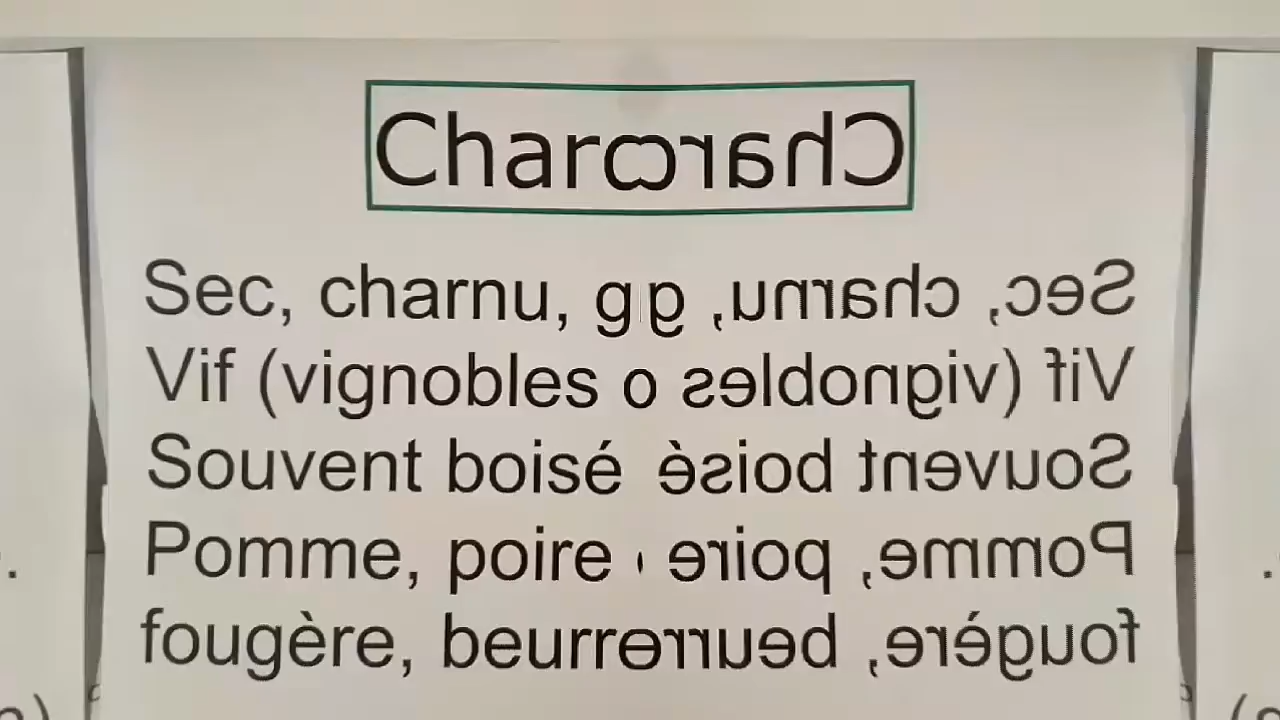 Char
Sec, charnu, g
Vif (vignobles
Souvent boisé
Pomme, poire
fougère, beurre